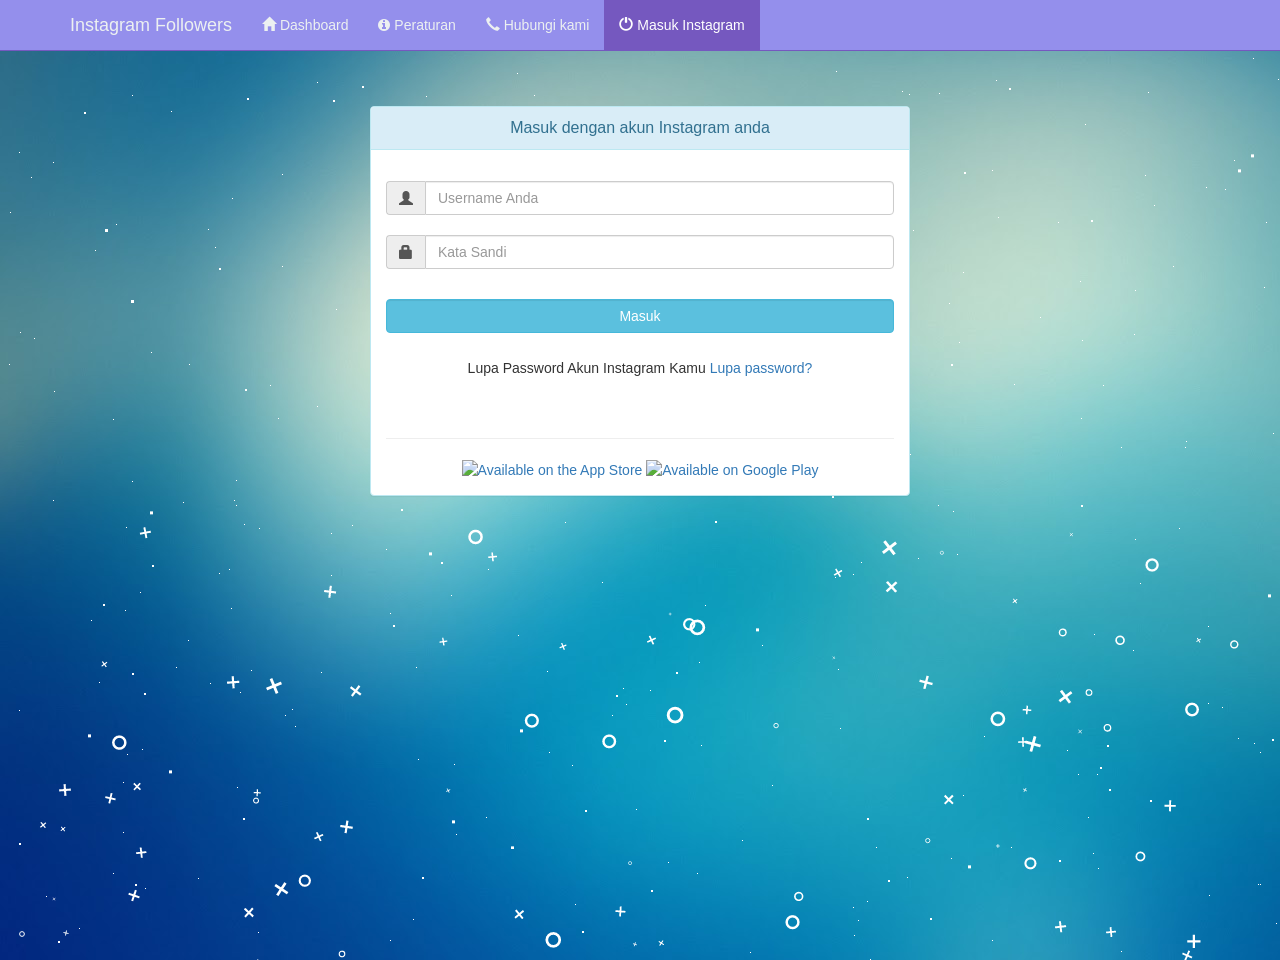 Instagram Followers Dashboard Peraturan Hubungi kami Masuk Instagram
Masuk dengan akun Instagram anda
Username Anda
Kata Sandi
Masuk
Lupa Password Akun Instagram Kamu Lupa password?
Available on the App Store Available on Google Play